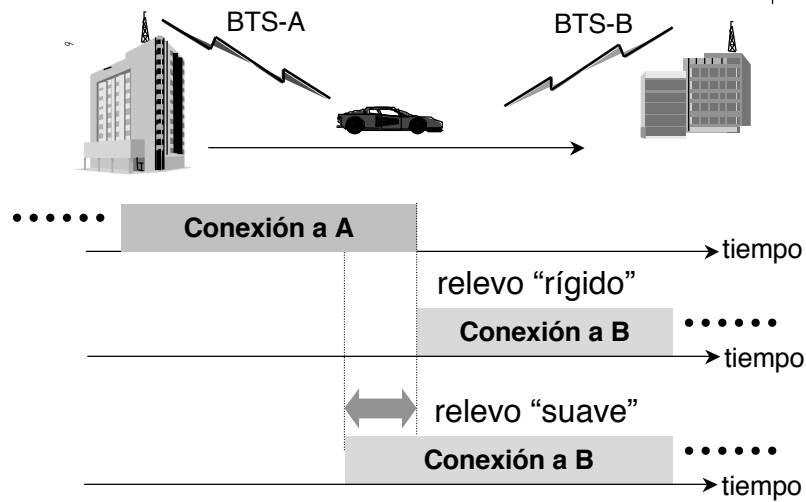 BTS-A
BTS-B
Conexión a A
tiempo
relevo “rígido”
Conexión a B
tiempo
relevo “suave”
Conexión a B
tiempo